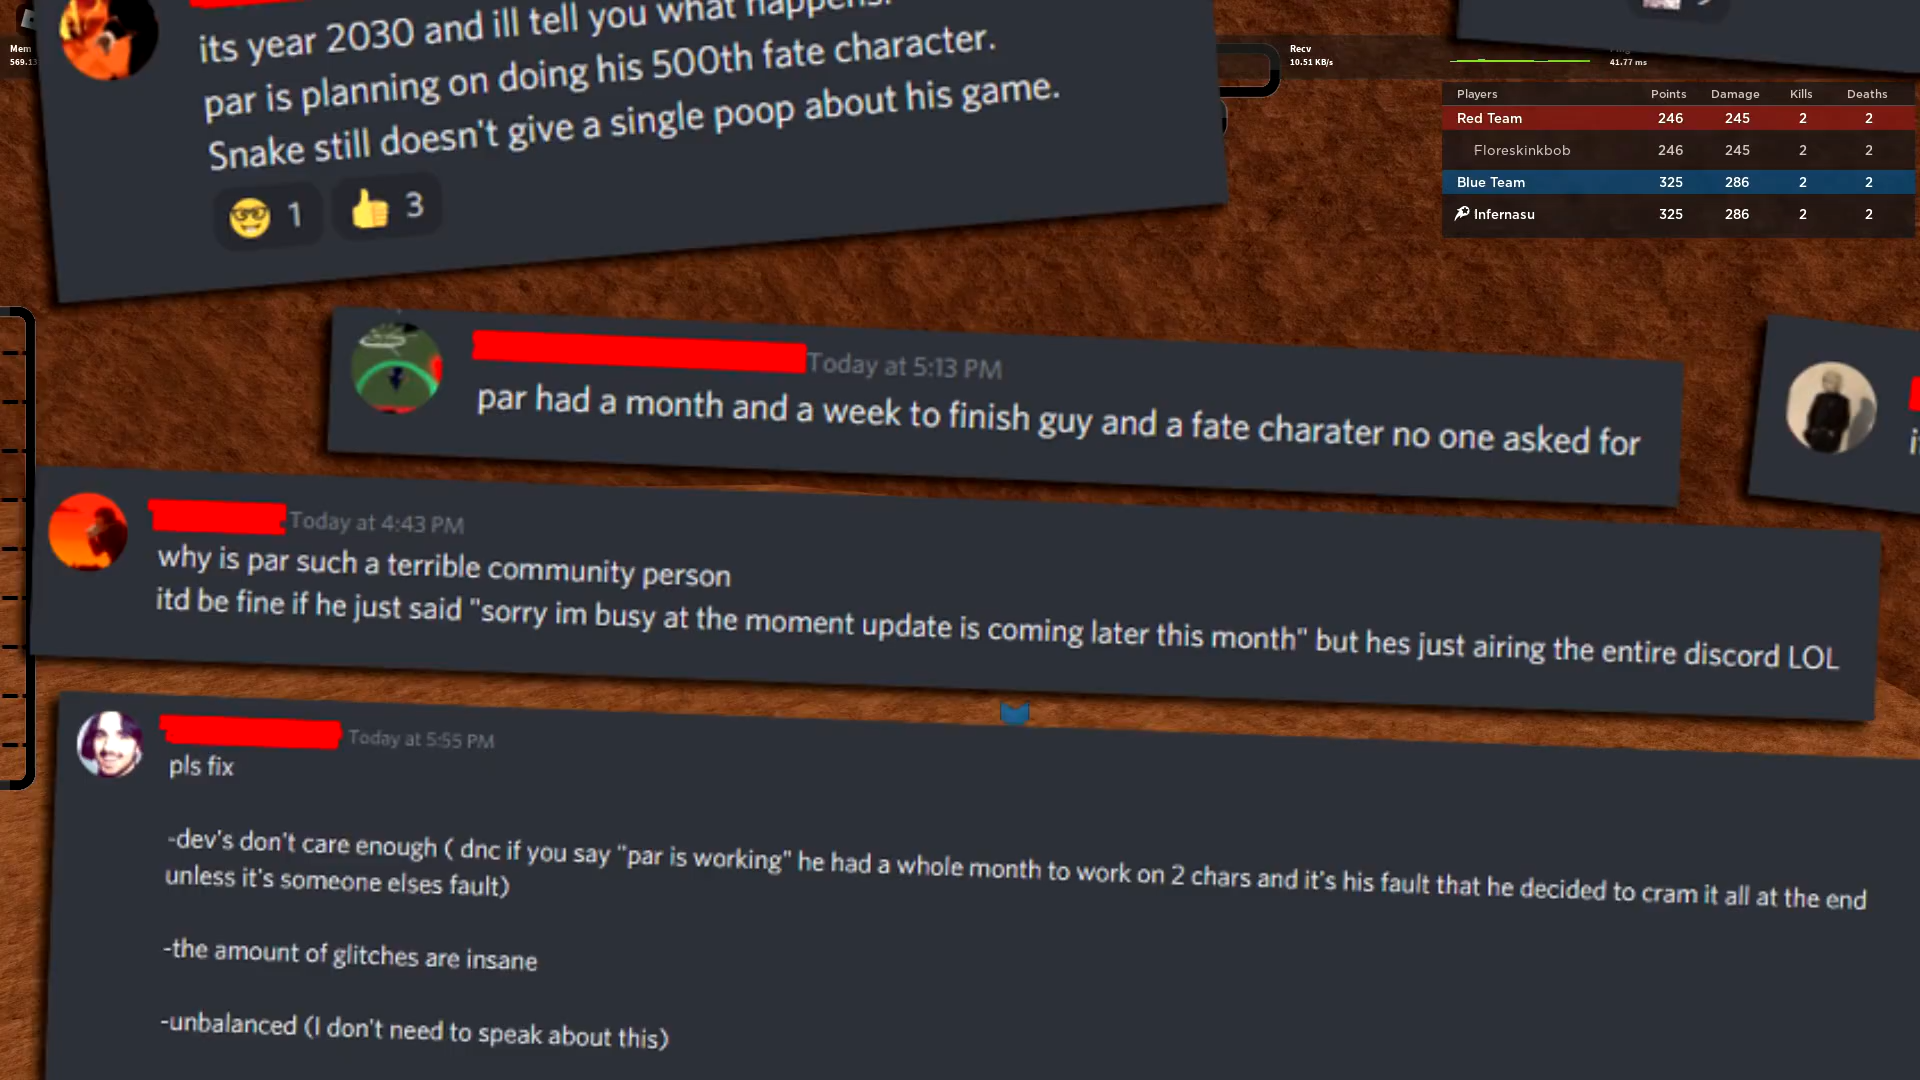 its year 2030 and ill tell you what happens.
par is planning on doing his 500th fate character.
Snake still doesn't give a single poop about his game.
1
3
Mem
569.13
Recv
10.51 KB/s
41.77 ms
Players Points Damage Kills Deaths
Red Team 246 245 2 2
Floreskinkbob 246 245 2 2
Blue Team 325 286 2 2
Infernasu 325 286 2 2
Today at 5:13 PM
par had a month and a week to finish guy and a fate charater no one asked for
Today at 4:43 PM
why is par such a terrible community person
itd be fine if he just said "sorry im busy at the moment update is coming later this month" but hes just airing the entire discord LOL
Today at 5:55 PM
pls fix
-dev's don't care enough ( dnc if you say "par is working" he had a whole month to work on 2 chars and it's his fault that he decided to cram it all at the end
unless it's someone elses fault)
-the amount of glitches are insane
-unbalanced (I don't need to speak about this)